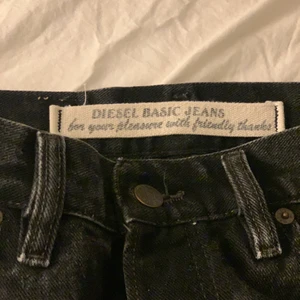 DIESEL BASIC JEANS
for your pleasure with friendly thanks